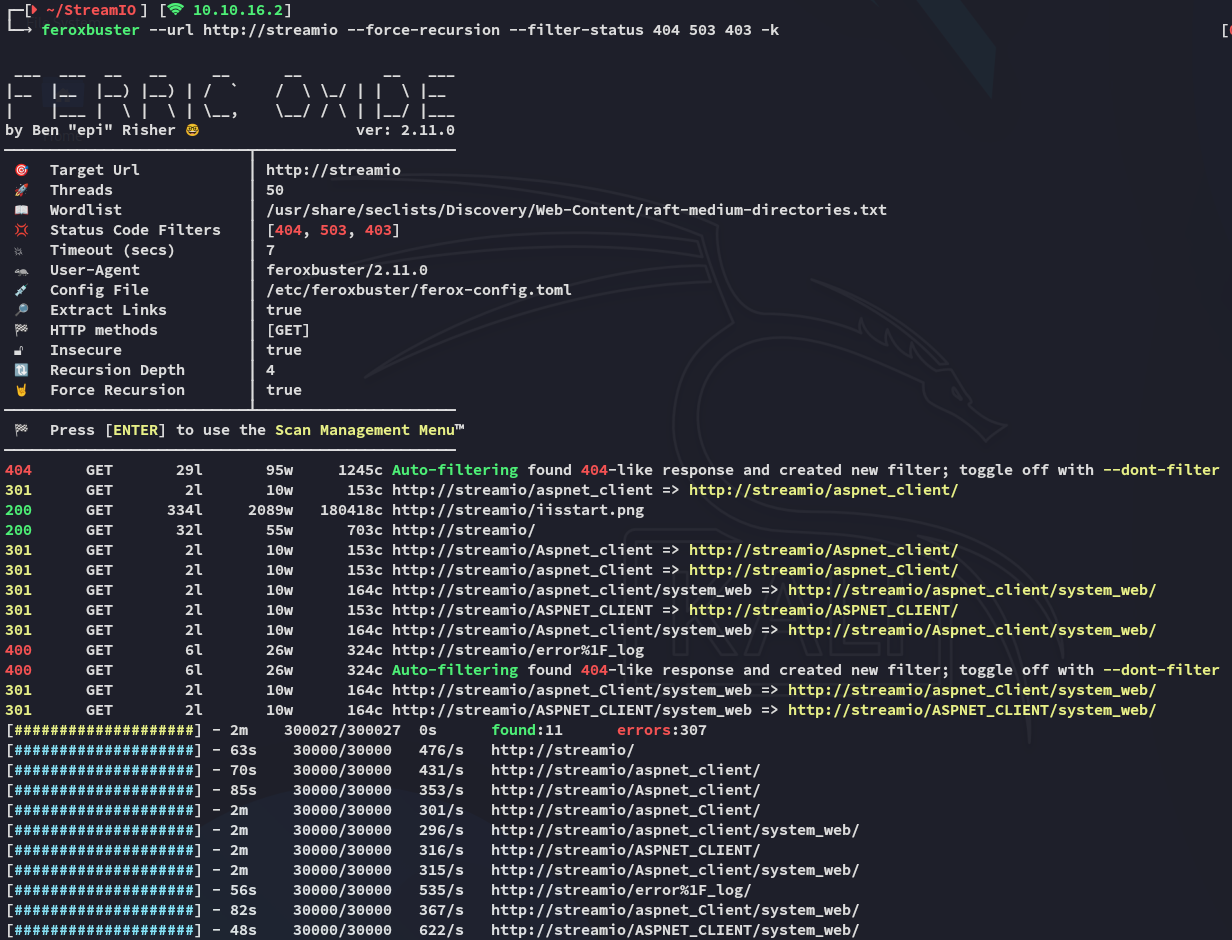 ┌─[ ~/StreamIO ] [ 10.10.16.2]
└─→ feroxbuster --url http://streamio --force-recursion --filter-status 404 503 403 -k [
 ___  ___  __   __     __      __         __   ___
|__  |__  |__) |__) | /  `    /  \ \_/ | |  \ |__
|    |___ |  \ |  \ | \__,    \__/ / \ | |__/ |___
by Ben "epi" Risher 🤓 ver: 2.11.0
🎯 Target Url │ http://streamio
🚀 Threads │ 50
📖 Wordlist │ /usr/share/seclists/Discovery/Web-Content/raft-medium-directories.txt
💢 Status Code Filters │ [404, 503, 403]
💥 Timeout (secs) │ 7
🦡 User-Agent │ feroxbuster/2.11.0
💉 Config File │ /etc/feroxbuster/ferox-config.toml
🔎 Extract Links │ true
🏁 HTTP methods │ [GET]
🔓 Insecure │ true
🔃 Recursion Depth │ 4
🤘 Force Recursion │ true
🏁 Press [ENTER] to use the Scan Management Menu™
404 GET 29l 95w 1245c Auto-filtering found 404-like response and created new filter; toggle off with --dont-filter
301 GET 2l 10w 153c http://streamio/aspnet_client => http://streamio/aspnet_client/
200 GET 334l 2089w 180418c http://streamio/iisstart.png
200 GET 32l 55w 703c http://streamio/
301 GET 2l 10w 153c http://streamio/Aspnet_client => http://streamio/Aspnet_client/
301 GET 2l 10w 153c http://streamio/aspnet_Client => http://streamio/aspnet_Client/
301 GET 2l 10w 164c http://streamio/aspnet_client/system_web => http://streamio/aspnet_client/system_web/
301 GET 2l 10w 153c http://streamio/ASPNET_CLIENT => http://streamio/ASPNET_CLIENT/
301 GET 2l 10w 164c http://streamio/Aspnet_client/system_web => http://streamio/Aspnet_client/system_web/
400 GET 6l 26w 324c http://streamio/error%1F_log
400 GET 6l 26w 324c Auto-filtering found 404-like response and created new filter; toggle off with --dont-filter
301 GET 2l 10w 164c http://streamio/aspnet_Client/system_web => http://streamio/aspnet_Client/system_web/
301 GET 2l 10w 164c http://streamio/ASPNET_CLIENT/system_web => http://streamio/ASPNET_CLIENT/system_web/
[####################] - 2m 300027/300027 0s found:11 errors:307
[####################] - 63s 30000/30000 476/s http://streamio/
[####################] - 70s 30000/30000 431/s http://streamio/aspnet_client/
[####################] - 85s 30000/30000 353/s http://streamio/Aspnet_client/
[####################] - 2m 30000/30000 301/s http://streamio/aspnet_Client/
[####################] - 2m 30000/30000 296/s http://streamio/aspnet_client/system_web/
[####################] - 2m 30000/30000 316/s http://streamio/ASPNET_CLIENT/
[####################] - 2m 30000/30000 315/s http://streamio/Aspnet_client/system_web/
[####################] - 56s 30000/30000 535/s http://streamio/error%1F_log/
[####################] - 82s 30000/30000 367/s http://streamio/aspnet_Client/system_web/
[####################] - 48s 30000/30000 622/s http://streamio/ASPNET_CLIENT/system_web/